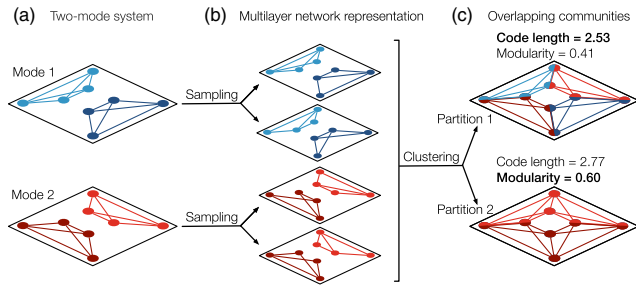 (a) Two-mode system
(b) Multilayer network representation
(c) Overlapping communities
Code length = 2.53
Modularity = 0.41
Mode 1
Sampling
Partition 1
Clustering
Code length = 2.77
Modularity = 0.60
Mode 2
Sampling
Partition 2